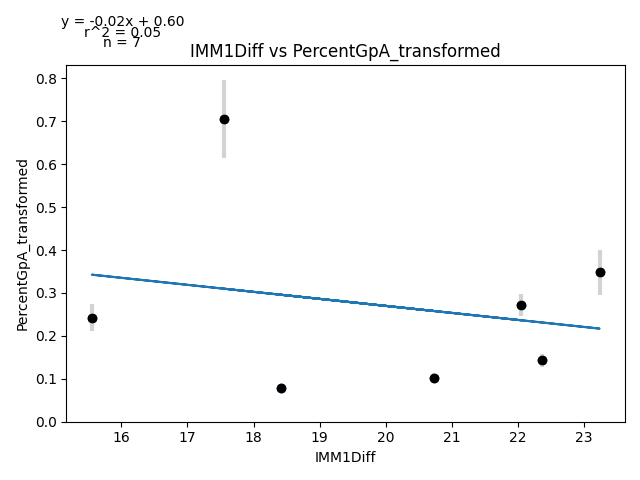 y = -0.02x + 0.60
r^2 = 0.05
n = 7
IMM1Diff vs PercentGpA_transformed
0.8
0.7
0.6
0.5
0.4
0.3
0.2
0.1
0.0
PercentGpA_transformed
16 17 18 19 20 21 22 23
IMM1Diff